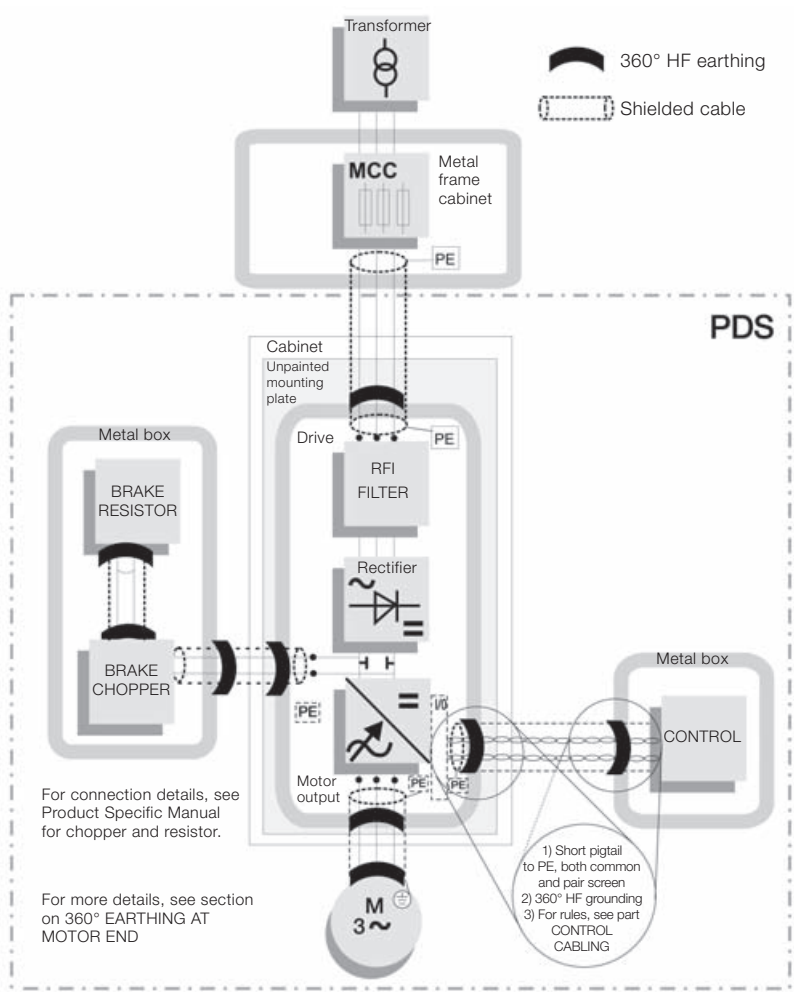 Transformer
360° HF earthing
Shielded cable
MCC
Metal
frame
cabinet
PE
PDS
Cabinet
Unpainted
mounting
plate
Drive
PE
RFI
FILTER
Metal box
BRAKE
RESISTOR
Rectifier
BRAKE
CHOPPER
PE
I/O
Metal box
CONTROL
Motor
output
PE
PE
For connection details, see
Product Specific Manual
for chopper and resistor.
1) Short pigtail
to PE, both common
and pair screen
2) 360° HF grounding
3) For rules, see part
CONTROL
CABLING
For more details, see section
on 360° EARTHING AT
MOTOR END
M
3~